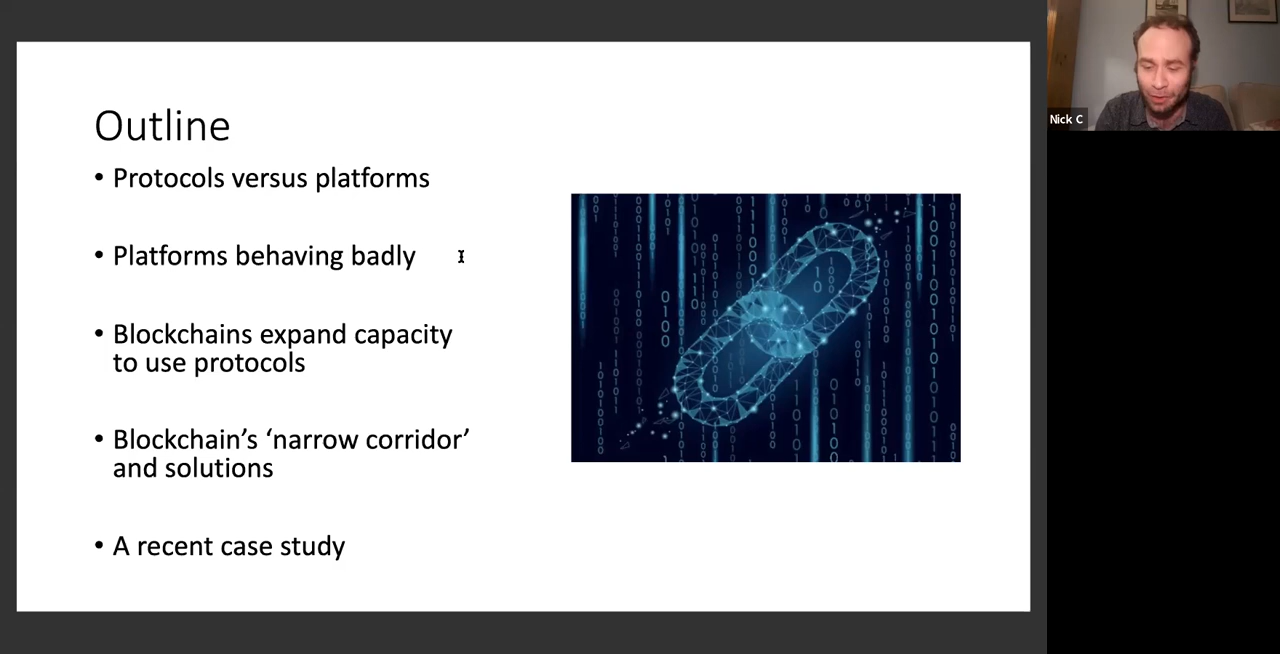 Outline
• Protocols versus platforms
• Platforms behaving badly
• Blockchains expand capacity
to use protocols
• Blockchain’s ‘narrow corridor’
and solutions
• A recent case study
Nick C